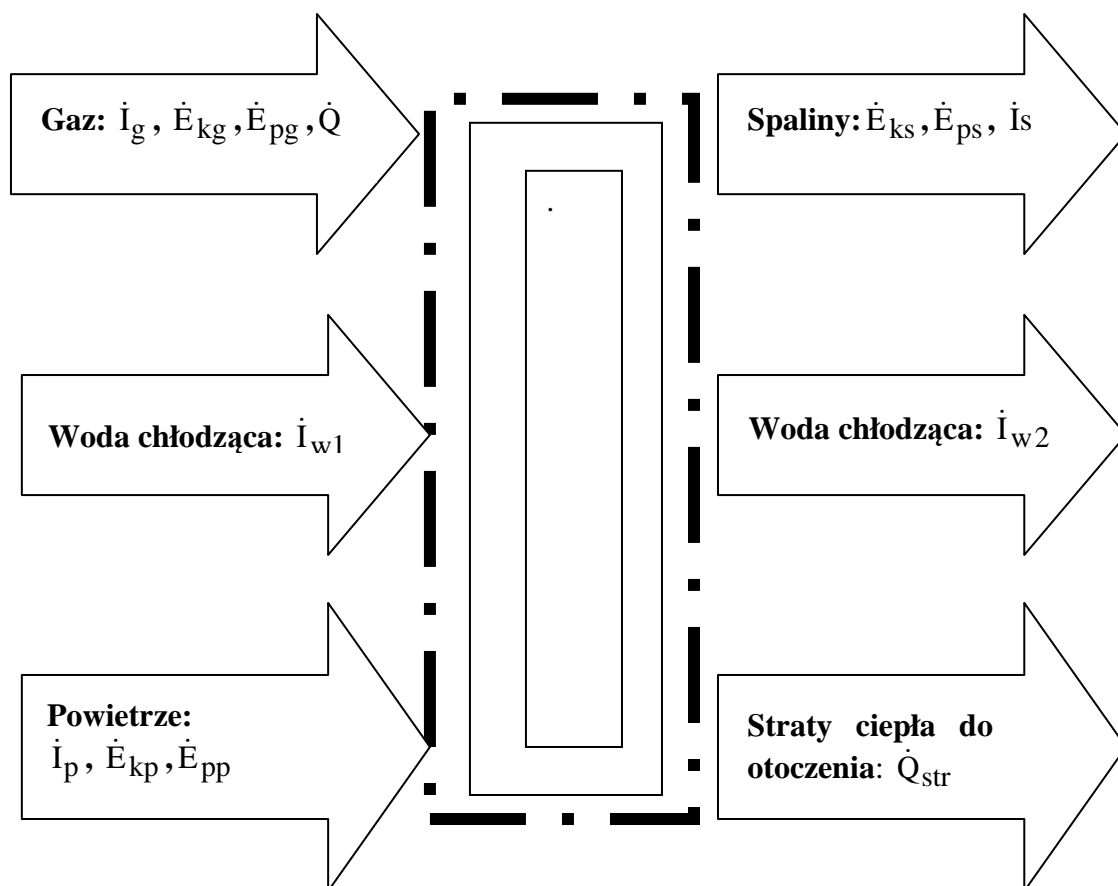 Gaz: İg , Ėkg ,Ėpg ,Q̇
Woda chłodząca: İw1
Powietrze:
İp , Ėkp ,Ėpp
Spaliny: Ėks ,Ėps , İs
Woda chłodząca: İw2
Straty ciepła do
otoczenia: Q̇str